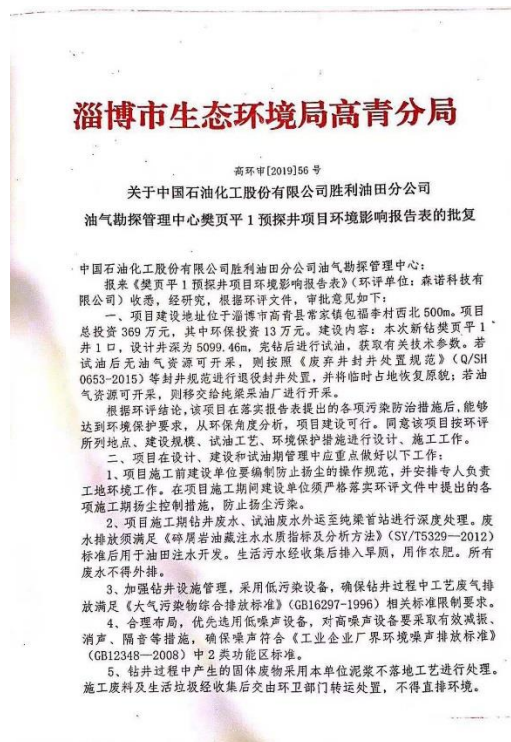 淄博市生态环境局高青分局
高环审[2019]56 号
关于中国石油化工股份有限公司胜利油田分公司
油气勘探管理中心樊页平 1 预探井项目环境影响报告表的批复
中国石油化工股份有限公司胜利油田分公司油气勘探管理中心:
报来《樊页平 1 预探井项目环境影响报告表》(环评单位: 森诺科技有
限公司) 收悉, 经研究, 根据环评文件, 审批意见如下:
一、项目建设地址位于淄博市高青县常家镇包福李村西北 500m。项目
总投资 369 万元, 其中环保投资 13 万元。建设内容: 本次新钻樊页平 1
井 1 口, 设计井深为 5099.46m, 完钻后进行试油, 获取有关技术参数。若
试油后无油气资源可开采, 则按照《废弃井封井处置规范》(Q/SH
0653-2015) 等封井规范进行退役封井处置, 并将临时占地恢复原貌; 若油
气资源可开采, 则移交给纯梁采油厂进行开采。
根据环评结论, 该项目在落实报告表提出的各项污染防治措施后, 能够
达到环境保护要求, 从环保角度分析, 项目建设可行。同意该项目按环评
所列地点、建设规模、试油工艺、环境保护措施进行设计、施工工作。
二、项目在设计、建设和试油期管理中应重点做好以下工作:
1、项目施工前建设单位要编制防止扬尘的操作规范, 并安排专人负责
工地环境工作。在项目施工期间建设单位须严格落实环评文件中提出的各
项施工期扬尘控制措施, 防止扬尘污染。
2、项目施工期钻井废水、试油废水外运至纯梁首站进行深度处理。废
水排放须满足《碎屑岩油藏注水水质指标及分析方法》(SY/T5329—2012)
标准后用于油田注水开发。生活污水经收集后排入旱厕, 用作农肥。所有
废水不得外排。
3、加强钻井设施管理, 采用低污染设备, 确保钻井过程中工艺废气排
放满足《大气污染物综合排放标准》(GB16297-1996) 相关标准限制要求。
4、合理布局, 优先选用低噪声设备, 对高噪声设备要采取有效减振、
消声、隔音等措施, 确保噪声符合《工业企业厂界环境噪声排放标准》
(GB12348—2008) 中 2 类功能区标准。
5、钻井过程中产生的固体废物采用本单位泥浆不落地工艺进行处理。
施工废料及生活垃圾经收集后交由环卫部门转运处置, 不得直排环境。